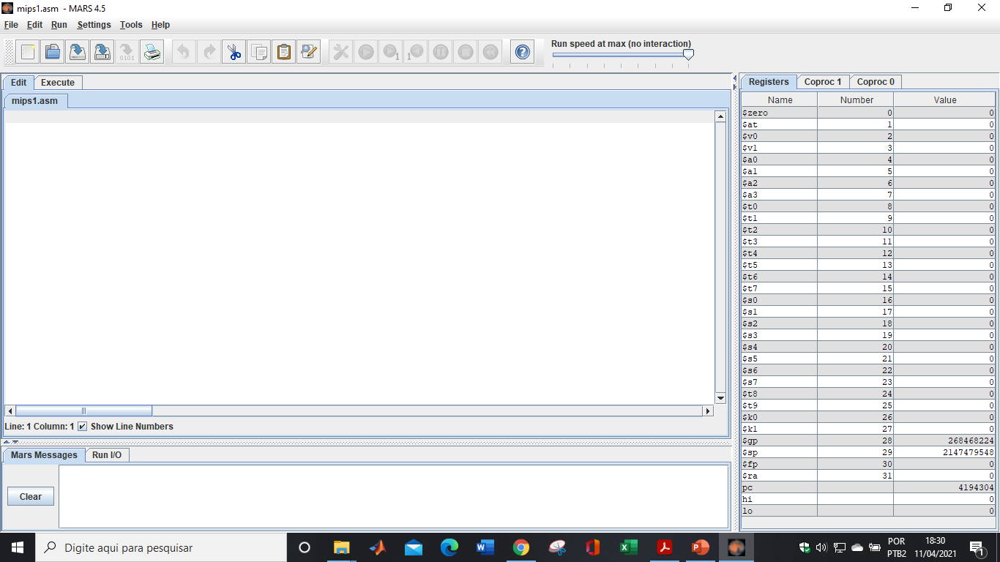 mips1.asm - MARS 4.5
File Edit Run Settings Tools Help
Run speed at max (no interaction)
Edit Execute
mips1.asm
Line: 1 Column: 1 Show Line Numbers
Mars Messages Run I/O
Clear
Registers Coproc 1 Coproc 0
Name Number Value
$zero 0 0
$at 1 0
$v0 2 0
$v1 3 0
$a0 4 0
$a1 5 0
$a2 6 0
$a3 7 0
$t0 8 0
$t1 9 0
$t2 10 0
$t3 11 0
$t4 12 0
$t5 13 0
$t6 14 0
$t7 15 0
$s0 16 0
$s1 17 0
$s2 18 0
$s3 19 0
$s4 20 0
$s5 21 0
$s6 22 0
$s7 23 0
$t8 24 0
$t9 25 0
$k0 26 0
$k1 27 0
$gp 28 268468224
$sp 29 2147479548
$fp 30 0
$ra 31 0
pc 4194304
hi 0
lo 0
Digite aqui para pesquisar
POR
PTB2
18:30
11/04/2021
1